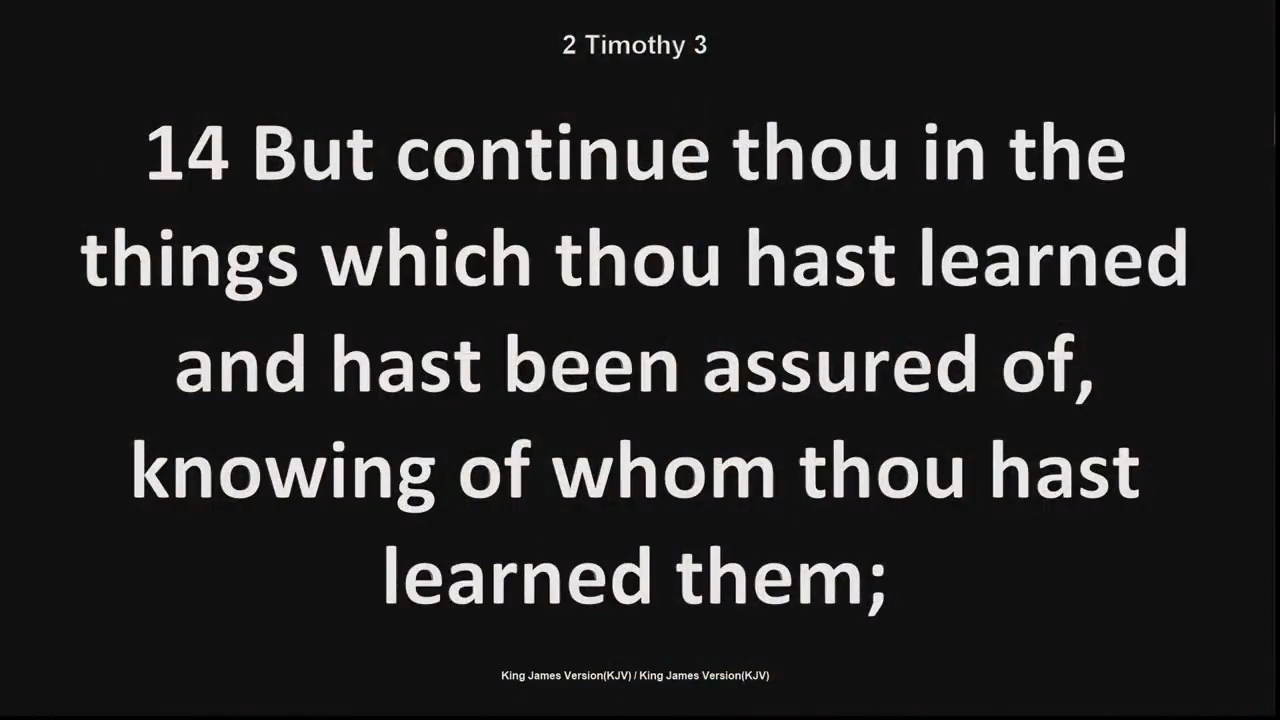 2 Timothy 3
14 But continue thou in the
things which thou hast learned
and hast been assured of,
knowing of whom thou hast
learned them;
King James Version(KJV) / King James Version(KJV)